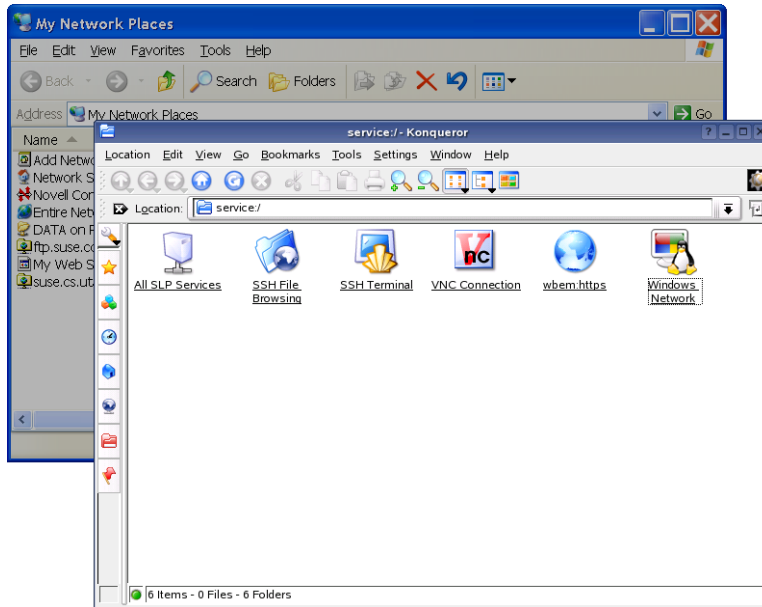 My Network Places
File Edit View Favorites Tools Help
Back Search Folders
Address My Network Places Go
Name
Add Netwo
Network S
Novell Cor
Entire Net
DATA on F
ftp.suse.co
My Web S
suse.cs.ut
service:/ - Konqueror
Location Edit View Go Bookmarks Tools Settings Window Help
Location: service:/
All SLP Services
SSH File Browsing
SSH Terminal
VNC Connection
wbem:https
Windows Network
6 Items - 0 Files - 6 Folders